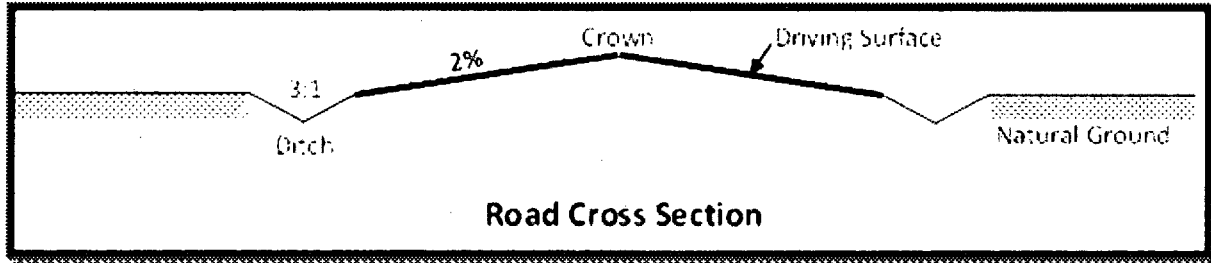 Crown
Driving Surface
2%
3:1
Ditch
Natural Ground
Road Cross Section